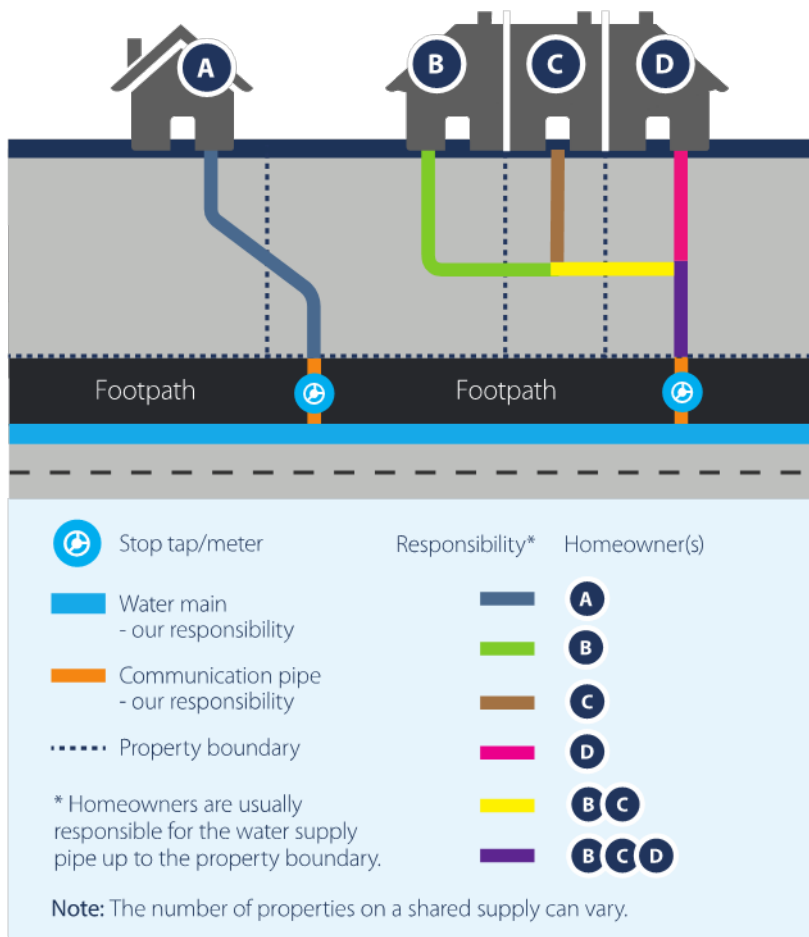 A
B
C
D
Footpath
Footpath
Stop tap/meter
Water main
- our responsibility
Communication pipe
- our responsibility
Property boundary
* Homeowners are usually
responsible for the water supply
pipe up to the property boundary.
Responsibility* Homeowner(s)
A
B
C
D
B C
B C D
Note: The number of properties on a shared supply can vary.